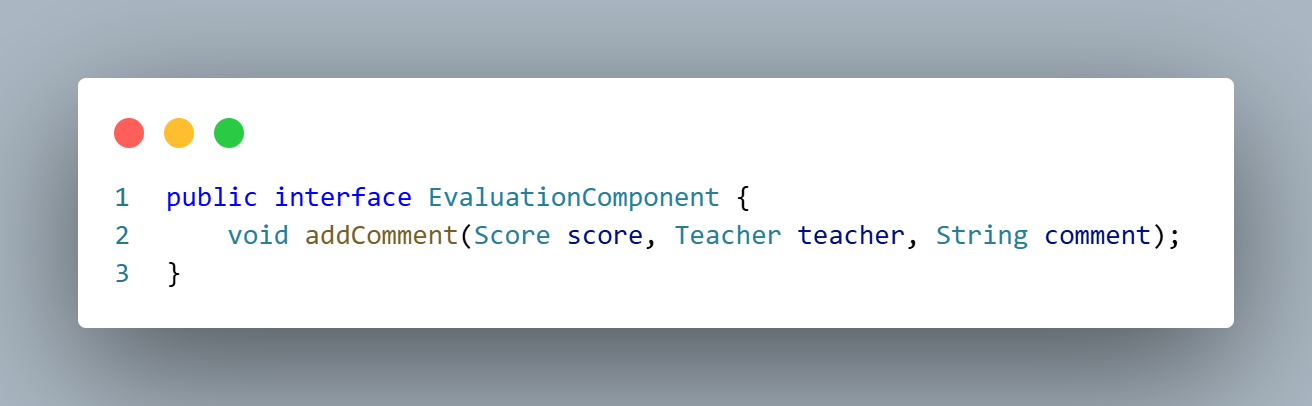 1 public interface EvaluationComponent {
2     void addComment(Score score, Teacher teacher, String comment);
3 }